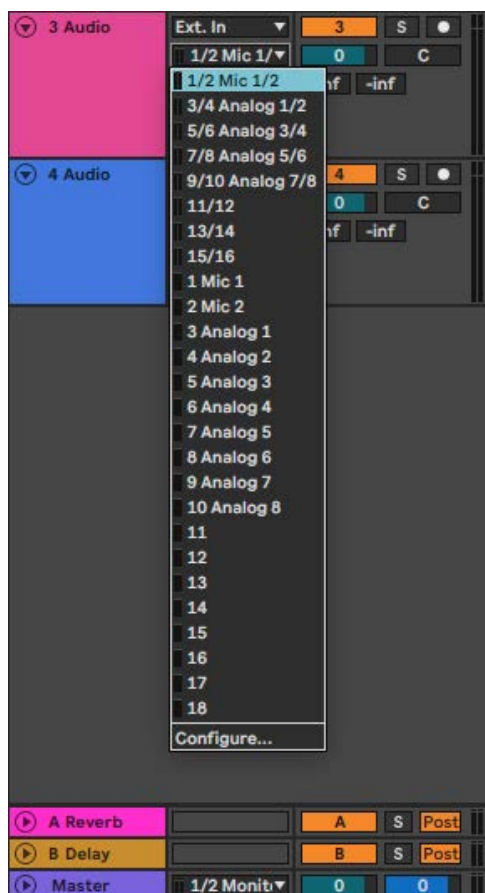 3 Audio Ext. In 3 S
1/2 Mic 1/ 0 C
1/2 Mic 1/2 nf -inf
3/4 Analog 1/2
5/6 Analog 3/4
7/8 Analog 5/6
4 Audio 9/10 Analog 7/8 4 S
11/12 0 C
13/14 nf -inf
15/16
1 Mic 1
2 Mic 2
3 Analog 1
4 Analog 2
5 Analog 3
6 Analog 4
7 Analog 5
8 Analog 6
9 Analog 7
10 Analog 8
11
12
13
14
15
16
17
18
Configure...
A Reverb A S Post
B Delay B S Post
Master 1/2 Monit 0 0